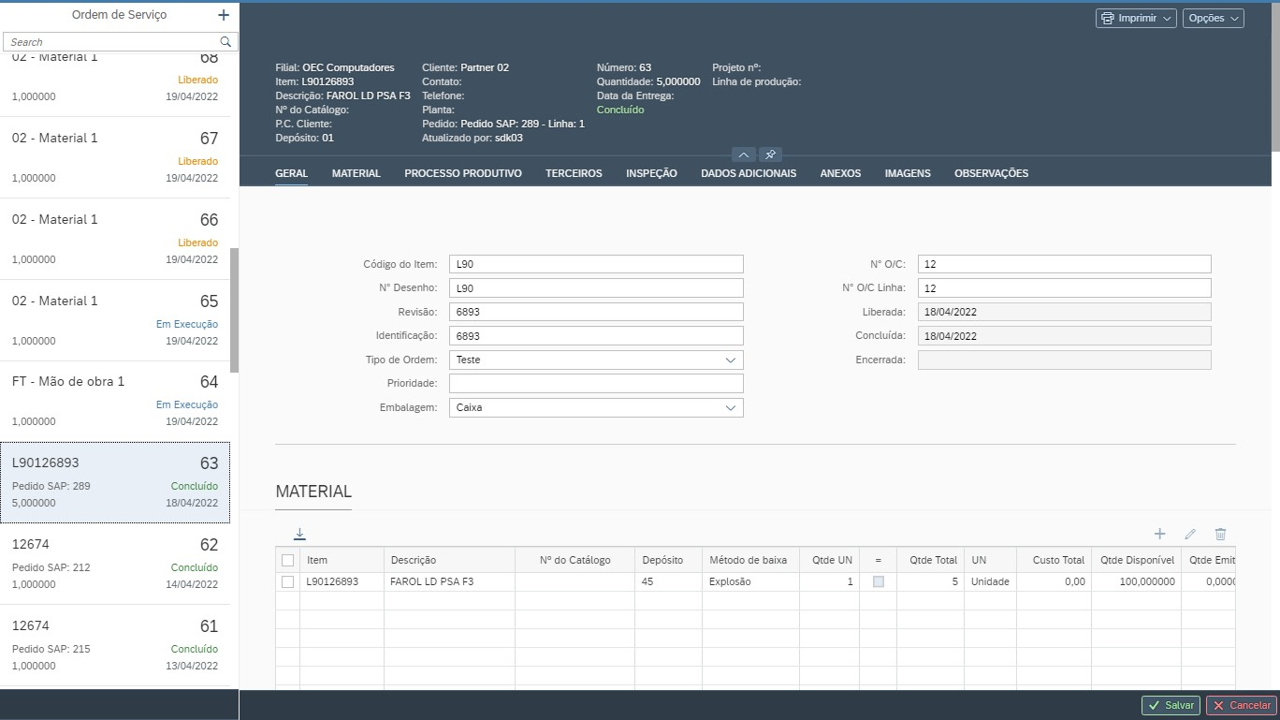 Ordem de Serviço
Search
02 - Material 1 68
Liberado
1,000000 19/04/2022
02 - Material 1 67
Liberado
1,000000 19/04/2022
02 - Material 1 66
Liberado
1,000000 19/04/2022
02 - Material 1 65
Em Execução
1,000000 19/04/2022
FT - Mão de obra 1 64
Em Execução
1,000000 19/04/2022
L90126893 63
Pedido SAP: 289 Concluído
5,000000 18/04/2022
12674 62
Pedido SAP: 212 Concluído
1,000000 14/04/2022
12674 61
Pedido SAP: 215 Concluído
1,000000 13/04/2022
Imprimir Opções
Filial: OEC Computadores Cliente: Partner 02 Número: 63 Projeto nº:
Item: L90126893 Contato: Quantidade: 5,000000 Linha de produção:
Descrição: FAROL LD PSA F3 Telefone: Data da Entrega:
Nº do Catálogo: Planta: Concluído
P.C. Cliente: Pedido: Pedido SAP: 289 - Linha: 1
Depósito: 01 Atualizado por: sdk03
GERAL MATERIAL PROCESSO PRODUTIVO TERCEIROS INSPEÇÃO DADOS ADICIONAIS ANEXOS IMAGENS OBSERVAÇÕES
Código do Item: L90 N° O/C: 12
N° Desenho: L90 N° O/C Linha: 12
Revisão: 6893 Liberada: 18/04/2022
Identificação: 6893 Concluída: 18/04/2022
Tipo de Ordem: Teste Encerrada:
Prioridade:
Embalagem: Caixa
MATERIAL
Item Descrição Nº do Catálogo Depósito Método de baixa Qtde UN = Qtde Total UN Custo Total Qtde Disponível Qtde Emit
L90126893 FAROL LD PSA F3 45 Explosão 1 5 Unidade 0,00 100,000000 0,0000
Salvar Cancelar